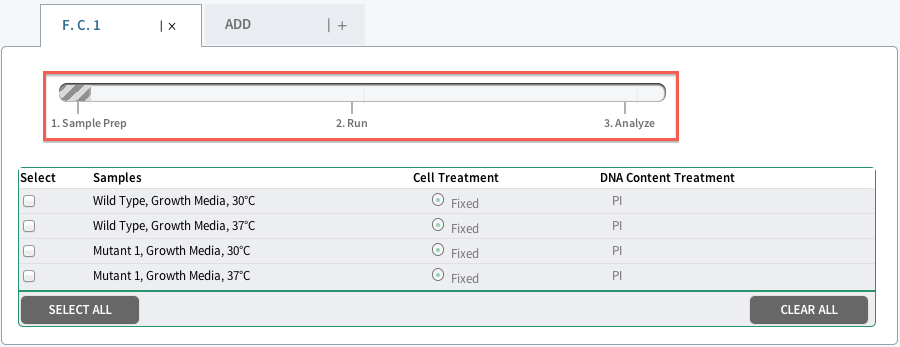 F. C. 1 | × ADD | +
1. Sample Prep 2. Run 3. Analyze
Select Samples Cell Treatment DNA Content Treatment
Wild Type, Growth Media, 30°C Fixed PI
Wild Type, Growth Media, 37°C Fixed PI
Mutant 1, Growth Media, 30°C Fixed PI
Mutant 1, Growth Media, 37°C Fixed PI
SELECT ALL CLEAR ALL